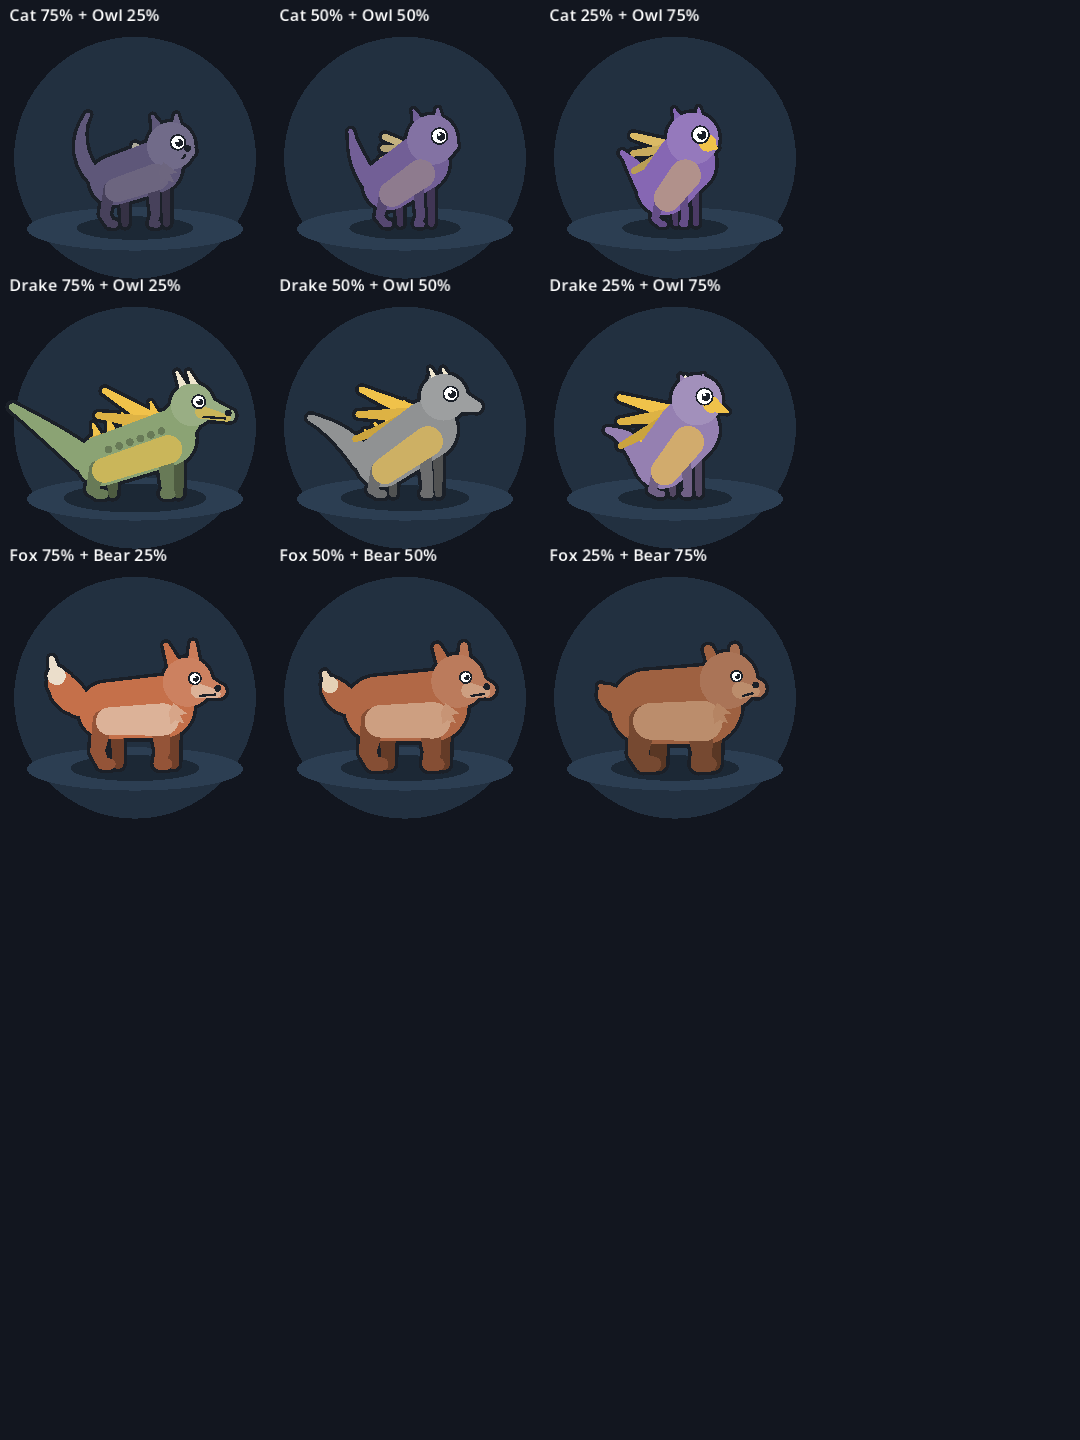 Cat 75% + Owl 25%
Cat 50% + Owl 50%
Cat 25% + Owl 75%
Drake 75% + Owl 25%
Drake 50% + Owl 50%
Drake 25% + Owl 75%
Fox 75% + Bear 25%
Fox 50% + Bear 50%
Fox 25% + Bear 75%